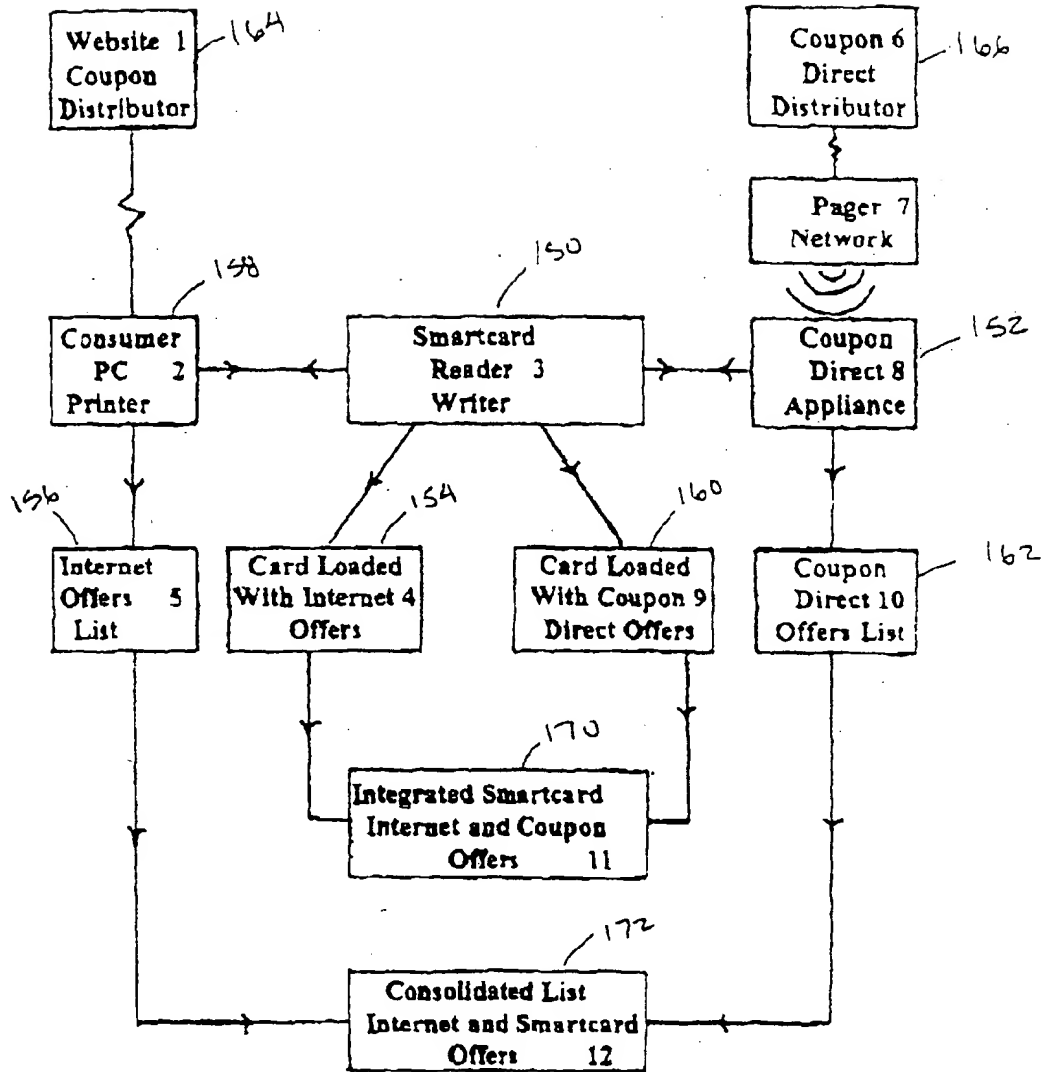 Website 1
Coupon
Distributor
164
Coupon 6
Direct
Distributor
166
Pager 7
Network
158
150
152
Consumer
PC 2
Printer
Smartcard
Reader 3
Writer
Coupon
Direct 8
Appliance
156
154
160
162
Internet
Offers 5
List
Card Loaded
With Internet 4
Offers
Card Loaded
With Coupon 9
Direct Offers
Coupon
Direct 10
Offers List
170
Integrated Smartcard
Internet and Coupon
Offers 11
172
Consolidated List
Internet and Smartcard
Offers 12